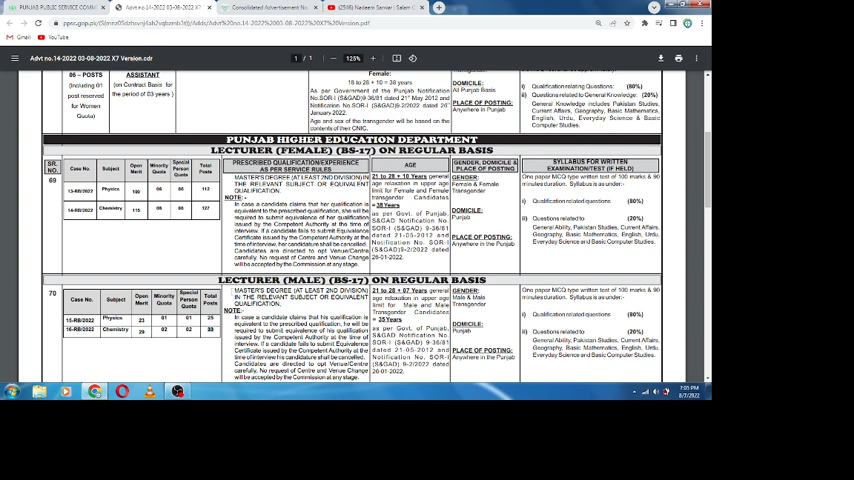 PUNJAB PUBLIC SERVICE COMM
Advt no.14-2022 03-08-2022 X7 Ve
Consolidated Advertisement No.
(2546) Nadeem Sarwar | Salam
Gmail
YouTube
Advt no.14-2022 03-08-2022 X7 Version.cdr
1 / 1
125%
06 – POSTS
(Including 01
post reserved
for Women
Quota)
ASSISTANT
(on Contract Basis for
the period of 03 years)
Female:
18 to 28 + 10 = 38 years
As per Government of the Punjab Notification
No.SOR-I (S&GAD) 9-36/81 dated 21st May 2012 and
Notification No.SOR-I(S&GAD)9-2/2022 dated 26th
January 2022.
Age and sex of the transgender will be based on the
contents of their CNIC.
Transgender
DOMICILE:
All Punjab Basis
PLACE OF POSTING:
Anywhere in Punjab
i) Qualification relating Questions: (80%)
ii) Questions related to General Knowledge: (20%)
General Knowledge includes Pakistan Studies,
Current Affairs, Geography, Basic Mathematics,
English, Urdu, Everyday Science & Basic
Computer Studies.
PUNJAB HIGHER EDUCATION DEPARTMENT
LECTURER (FEMALE) (BS-17) ON REGULAR BASIS
SR. NO.
Case No. Subject Open Merit Minority Quota Special Person Quota Total Posts
PRESCRIBED QUALIFICATION/EXPERIENCE
AS PER SERVICE RULES
AGE
GENDER, DOMICILE &
PLACE OF POSTING
SYLLABUS FOR WRITTEN
EXAMINATION/TEST (IF HELD)
69
13-RB/2022 Physics 100 06 06 112
14-RB/2022 Chemistry 115 06 06 127
MASTER'S DEGREE (AT LEAST 2ND DIVISION) IN
THE RELEVANT SUBJECT OR EQUIVALENT
QUALIFICATION.
NOTE:-
In case a candidate claims that her qualification is
equivalent to the prescribed qualification, she will be
required to submit equivalence of her qualification
issued by the Competent Authority at the time of
interview. If a candidate fails to submit Equivalence
Certificate issued by the Competent Authority at the
time of interview, her candidature shall be cancelled.
Candidates are directed to opt Venue/Centre
carefully. No request of Centre and Venue Change
will be accepted by the Commission at any stage.
21 to 28 + 10 Years general
age relaxation in upper age
limit for Female and Female
transgender Candidates
= 38 Years
as per Govt. of Punjab,
S&GAD Notification No.
SOR-I (S&GAD) 9-36/81
dated 21-05-2012 and
Notification No. SOR-I
(S&GAD)9-2/2022 dated
26-01-2022.
GENDER:
Female & Female
Transgender
DOMICILE:
Punjab
PLACE OF POSTING:
Anywhere in the Punjab
One paper MCQ type written test of 100 marks & 90
minutes duration. Syllabus is as under:-
i) Qualification related questions (80%)
ii) Questions related to (20%)
General Ability, Pakistan Studies, Current Affairs,
Geography, Basic Mathematics, English, Urdu,
Everyday Science and Basic Computer Studies.
LECTURER (MALE) (BS-17) ON REGULAR BASIS
70
Case No. Subject Open Merit Minority Quota Special Person Quota Total Posts
15-RB/2022 Physics 23 01 01 25
16-RB/2022 Chemistry 29 02 02 33
MASTER'S DEGREE (AT LEAST 2ND DIVISION)
IN THE RELEVANT SUBJECT OR EQUIVALENT
QUALIFICATION.
NOTE:-
In case a candidate claims that his qualification is
equivalent to the prescribed qualification, he will be
required to submit equivalence of his qualification
issued by the Competent Authority at the time of
interview. If a candidate fails to submit Equivalence
Certificate issued by the Competent Authority at the
time of interview his candidature shall be cancelled.
Candidates are directed to opt Venue/Centre
carefully. No request of Centre and Venue Change
will be accepted by the Commission at any stage.
21 to 28 + 07 Years general
age relaxation in upper age
limit for Male and Male
Transgender Candidates
= 35 Years
as per Govt. of Punjab,
S&GAD Notification No.
SOR-I (S&GAD) 9-36/81
dated 21-05-2012 and
Notification No. SOR-I
(S&GAD) 9-2/2022 dated
26-01-2022.
GENDER:
Male & Male
Transgender
DOMICILE:
Punjab
PLACE OF POSTING:
Anywhere in the Punjab
One paper MCQ type written test of 100 marks & 90
minutes duration. Syllabus is as under:-
i) Qualification related questions (80%)
ii) Questions related to (20%)
General Ability, Pakistan Studies, Current Affairs,
Geography, Basic Mathematics, English, Urdu,
Everyday Science and Basic Computer Studies.
7:05 PM
8/7/2022